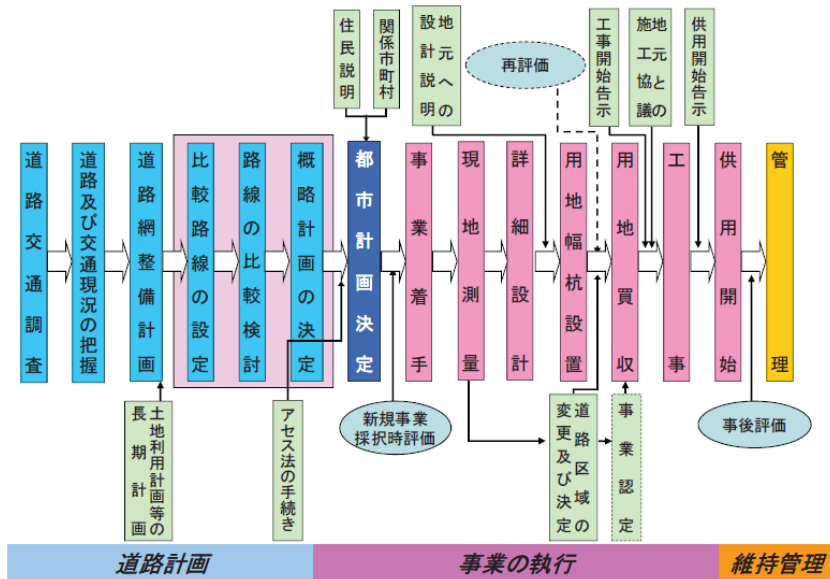 住民説明
関係市町村
地元への
設計説明
再評価
工事開始告示
地元との
施工協議
供用開始告示
道路交通調査
道路及び交通現況の把握
道路網整備計画
比較路線の設定
路線の比較検討
概略計画の決定
都市計画決定
事業着手
現地測量
詳細設計
用地幅杭設置
用地買収
工事
供用開始
管理
土地利用計画等の
長期計画
アセス法の手続き
新規事業
採択時評価
道路区域の
変更及び決定
事業認定
事後評価
道路計画
事業の執行
維持管理